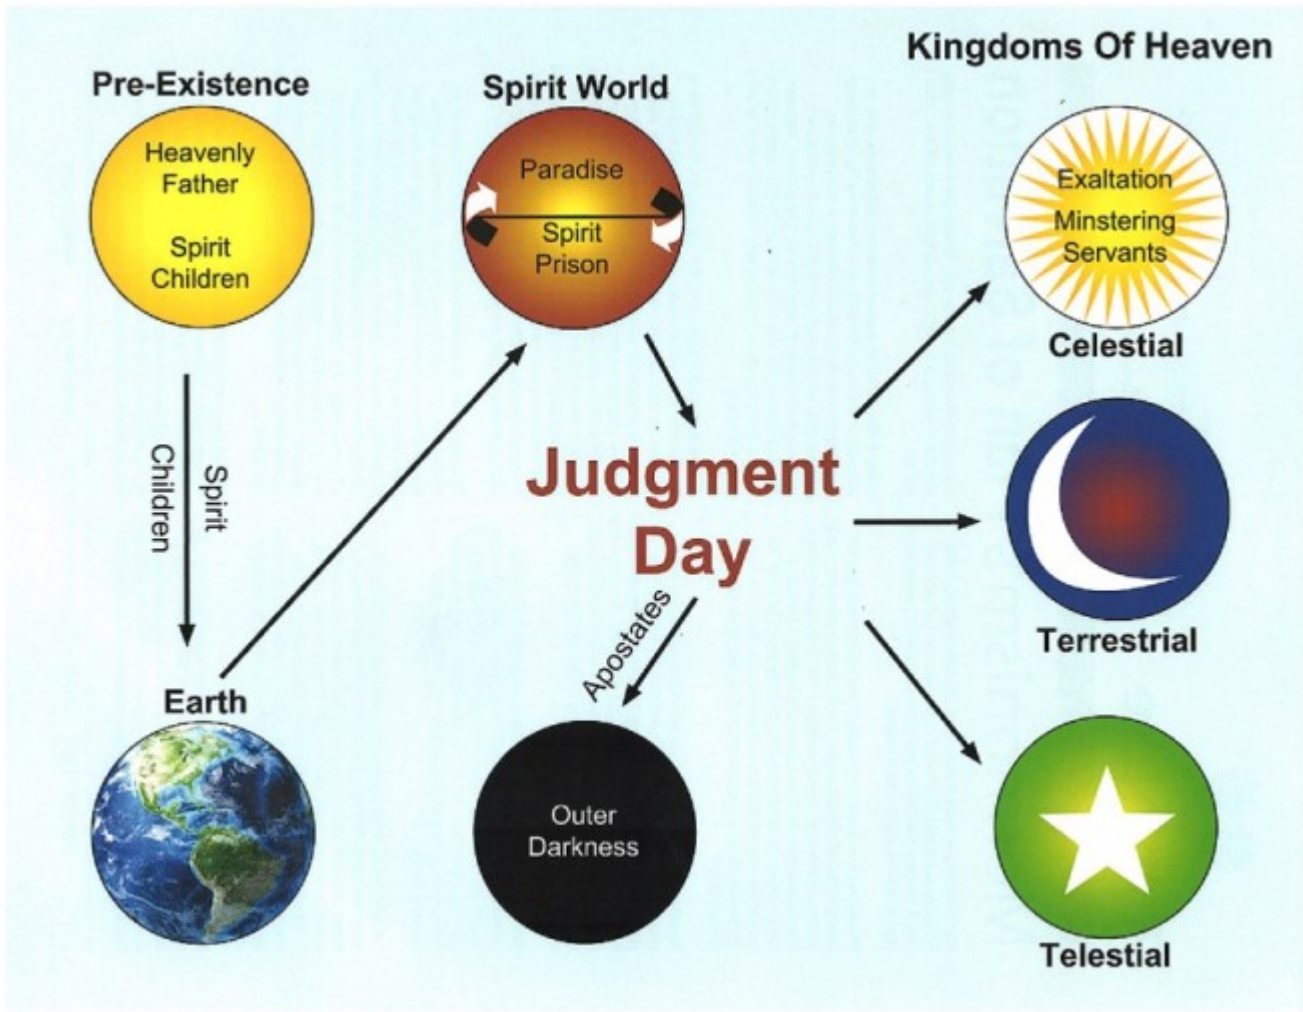 Kingdoms Of Heaven
Pre-Existence
Heavenly
Father
Spirit
Children
Spirit World
Paradise
Spirit
Prison
Exaltation
Minstering
Servants
Celestial
Spirit
Children
Judgment
Day
Apostates
Terrestrial
Earth
Outer
Darkness
Telestial